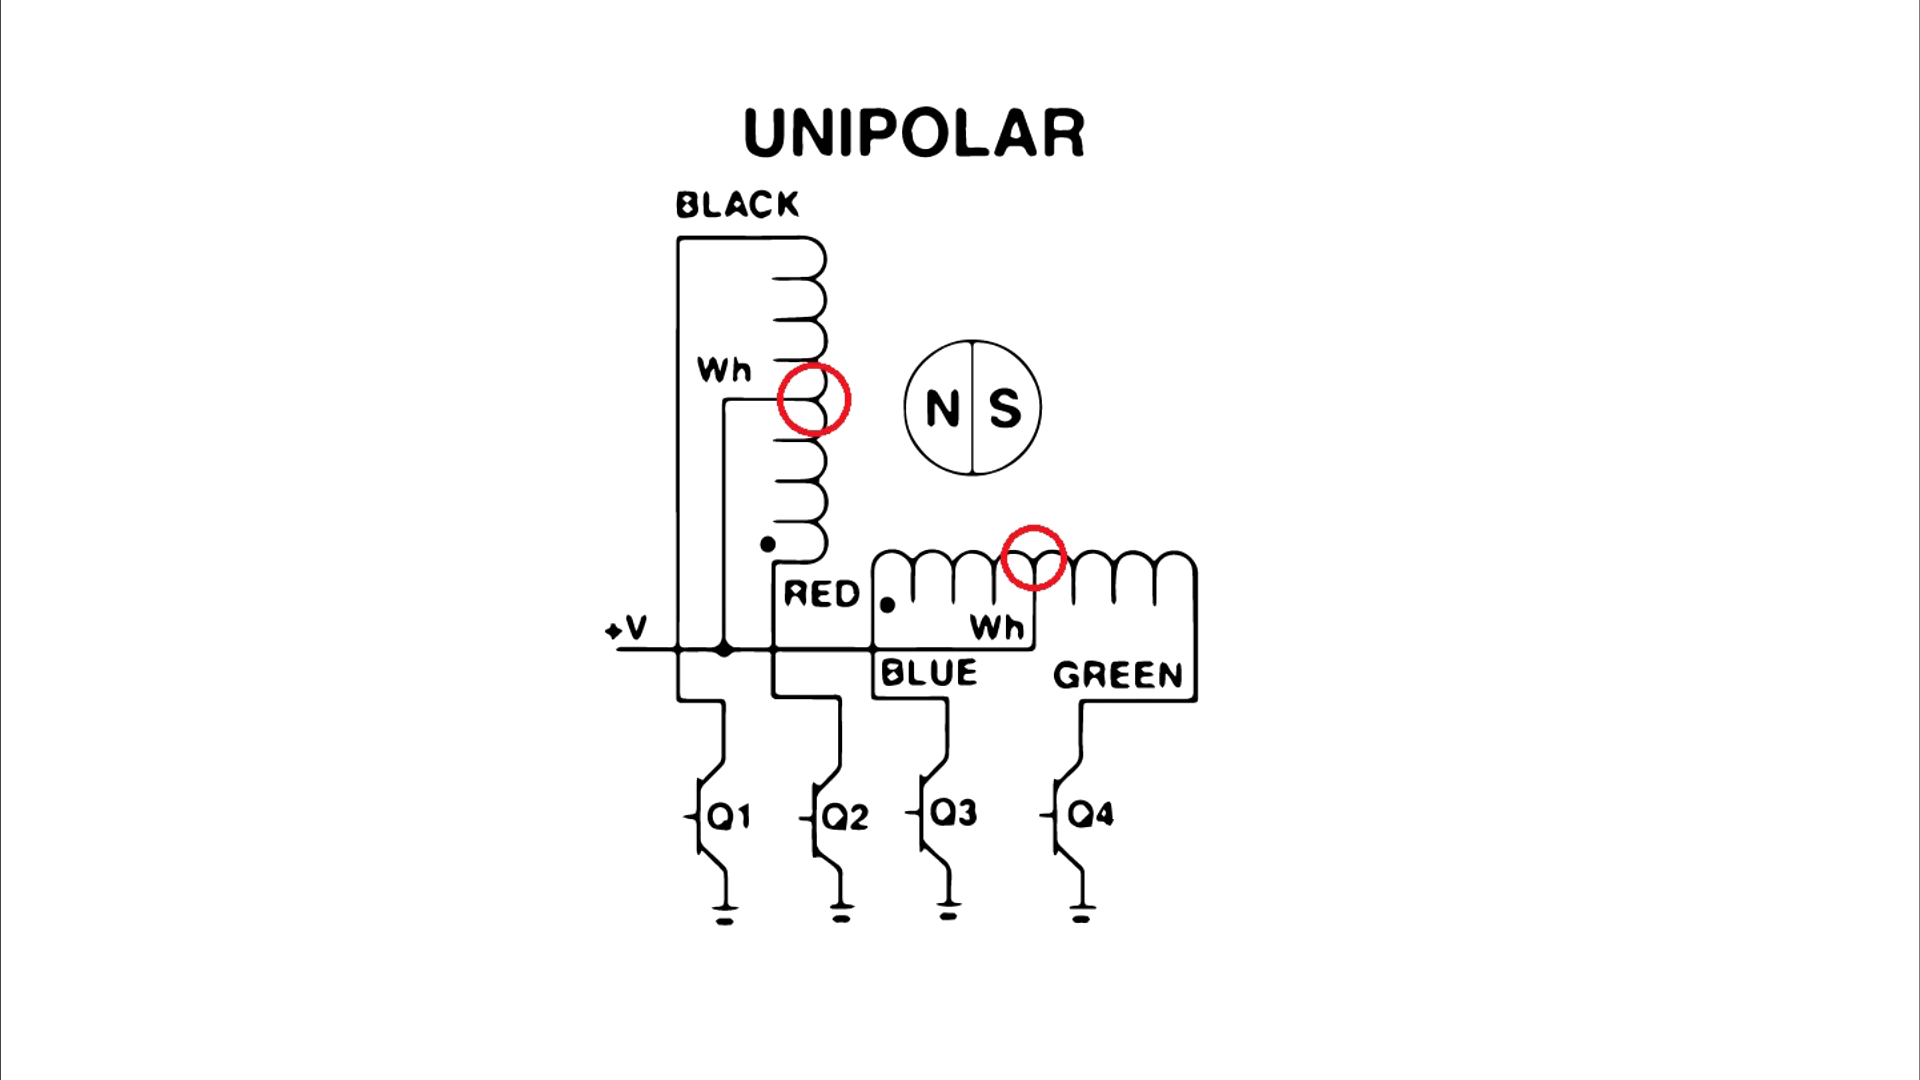 UNIPOLAR
BLACK
Wh
N S
RED
+V
Wh
BLUE
GREEN
Q1
Q2
Q3
Q4